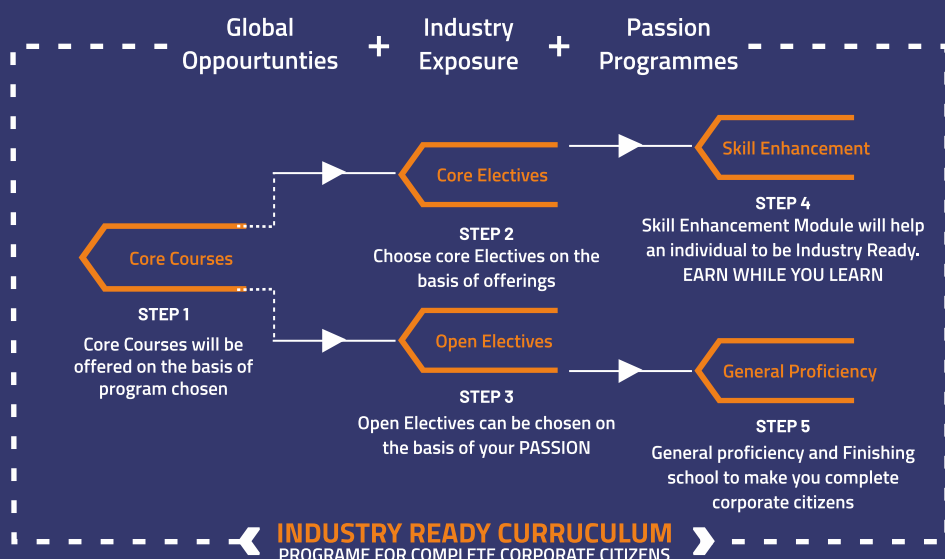 Global
Oppourtunties
+
Industry
Exposure
+
Passion
Programmes
Core Courses
STEP 1
Core Courses will be
offered on the basis of
program chosen
Core Electives
STEP 2
Choose core Electives on the
basis of offerings
Open Electives
STEP 3
Open Electives can be chosen on
the basis of your PASSION
Skill Enhancement
STEP 4
Skill Enhancement Module will help
an individual to be Industry Ready.
EARN WHILE YOU LEARN
General Proficiency
STEP 5
General proficiency and Finishing
school to make you complete
corporate citizens
INDUSTRY READY CURRUCULUM
PROGRAME FOR COMPLETE CORPORATE CITIZENS